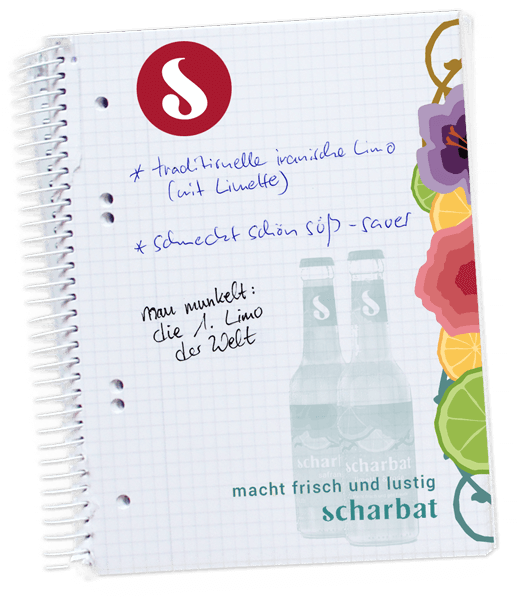 * traditionelle iranische Limo
(mit Limette)
* schmeckt schön süß-sauer
man munkelt:
die 1. Limo
der Welt
scharbat
macht frisch und lustig
scharbat